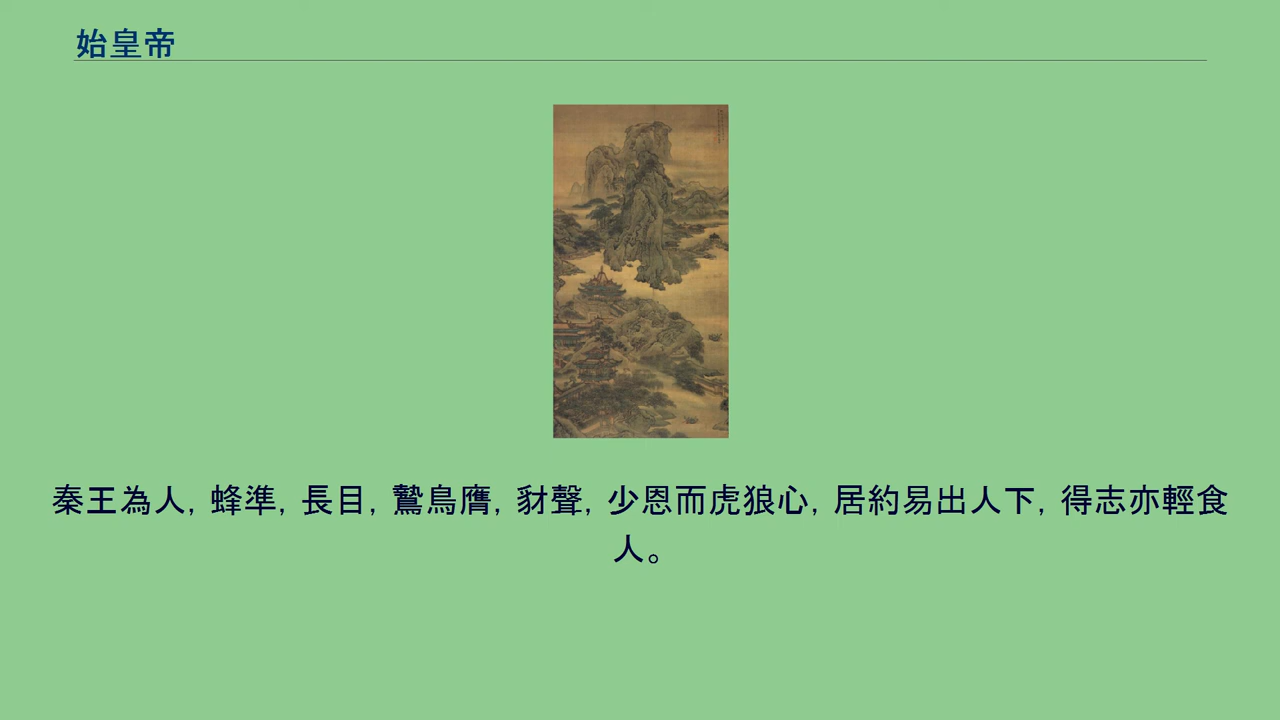 始皇帝
秦王為人, 蜂準, 長目, 鷙鳥膺, 豺聲, 少恩而虎狼心, 居約易出人下, 得志亦輕食
人。